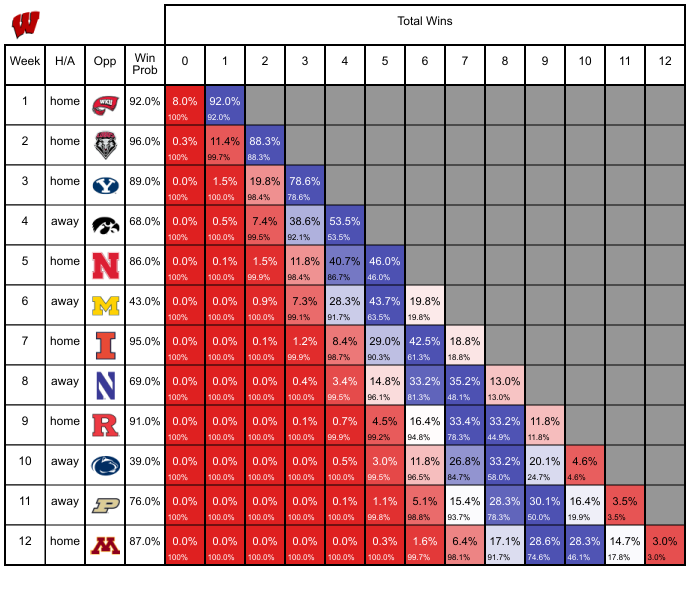 W
Total Wins
Week H/A Opp Win Prob 0 1 2 3 4 5 6 7 8 9 10 11 12
1 home WKU 92.0% 8.0% 92.0%
100% 92.0%
2 home 96.0% 0.3% 11.4% 88.3%
100% 99.7% 88.3%
3 home Y 89.0% 0.0% 1.5% 19.8% 78.6%
100% 100.0% 98.4% 78.6%
4 away 68.0% 0.0% 0.5% 7.4% 38.6% 53.5%
100% 100.0% 99.5% 92.1% 53.5%
5 home N 86.0% 0.0% 0.1% 1.5% 11.8% 40.7% 46.0%
100% 100.0% 99.9% 98.4% 86.7% 46.0%
6 away M 43.0% 0.0% 0.0% 0.9% 7.3% 28.3% 43.7% 19.8%
100% 100.0% 100.0% 99.1% 91.7% 63.5% 19.8%
7 home I 95.0% 0.0% 0.0% 0.1% 1.2% 8.4% 29.0% 42.5% 18.8%
100% 100.0% 100.0% 99.9% 98.7% 90.3% 61.3% 18.8%
8 away N 69.0% 0.0% 0.0% 0.0% 0.4% 3.4% 14.8% 33.2% 35.2% 13.0%
100% 100.0% 100.0% 100.0% 99.5% 96.1% 81.3% 48.1% 13.0%
9 home R 91.0% 0.0% 0.0% 0.0% 0.1% 0.7% 4.5% 16.4% 33.4% 33.2% 11.8%
100% 100.0% 100.0% 100.0% 99.9% 99.2% 94.8% 78.3% 44.9% 11.8%
10 away 39.0% 0.0% 0.0% 0.0% 0.0% 0.5% 3.0% 11.8% 26.8% 33.2% 20.1% 4.6%
100% 100.0% 100.0% 100.0% 100.0% 99.5% 96.5% 84.7% 58.0% 24.7% 4.6%
11 away P 76.0% 0.0% 0.0% 0.0% 0.0% 0.1% 1.1% 5.1% 15.4% 28.3% 30.1% 16.4% 3.5%
100% 100.0% 100.0% 100.0% 100.0% 99.8% 98.8% 93.7% 78.3% 50.0% 19.9% 3.5%
12 home M 87.0% 0.0% 0.0% 0.0% 0.0% 0.0% 0.3% 1.6% 6.4% 17.1% 28.6% 28.3% 14.7% 3.0%
100% 100.0% 100.0% 100.0% 100.0% 100.0% 99.7% 98.1% 91.7% 74.6% 46.1% 17.8% 3.0%